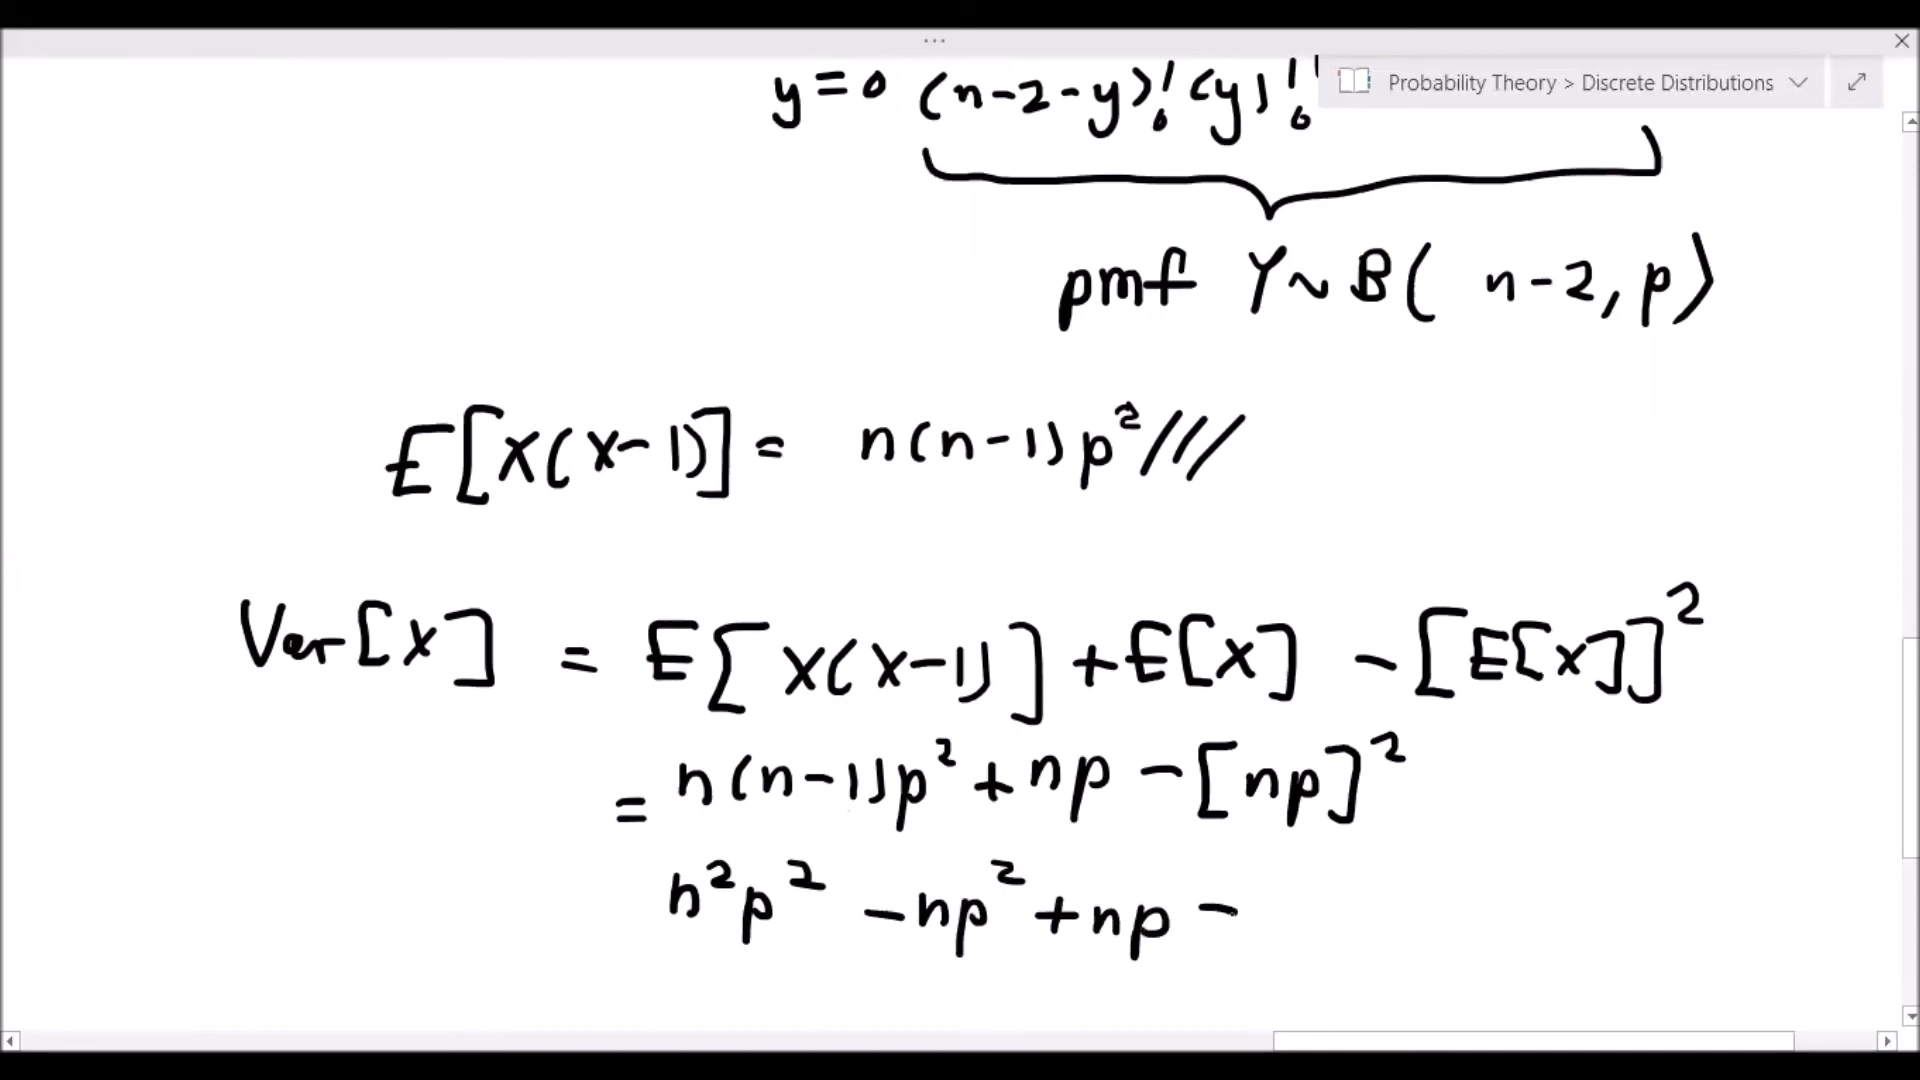 ...
Probability Theory > Discrete Distributions
y=0 (n-2-y)!(y)!
pmf Y~B( n-2, p)
E[X(X-1)] = n(n-1)p²///
Var[X] = E[X(X-1)] + E[X] - [E[X]]²
= n(n-1)p² + np - [np]²
n²p² - np² + np -